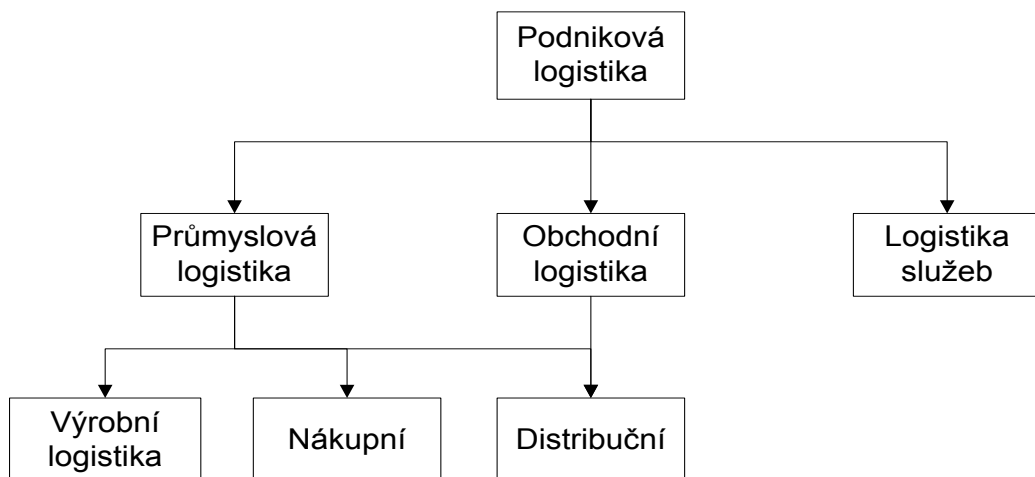 Podniková
logistika
Průmyslová
logistika
Obchodní
logistika
Logistika
služeb
Výrobní
logistika
Nákupní
Distribuční